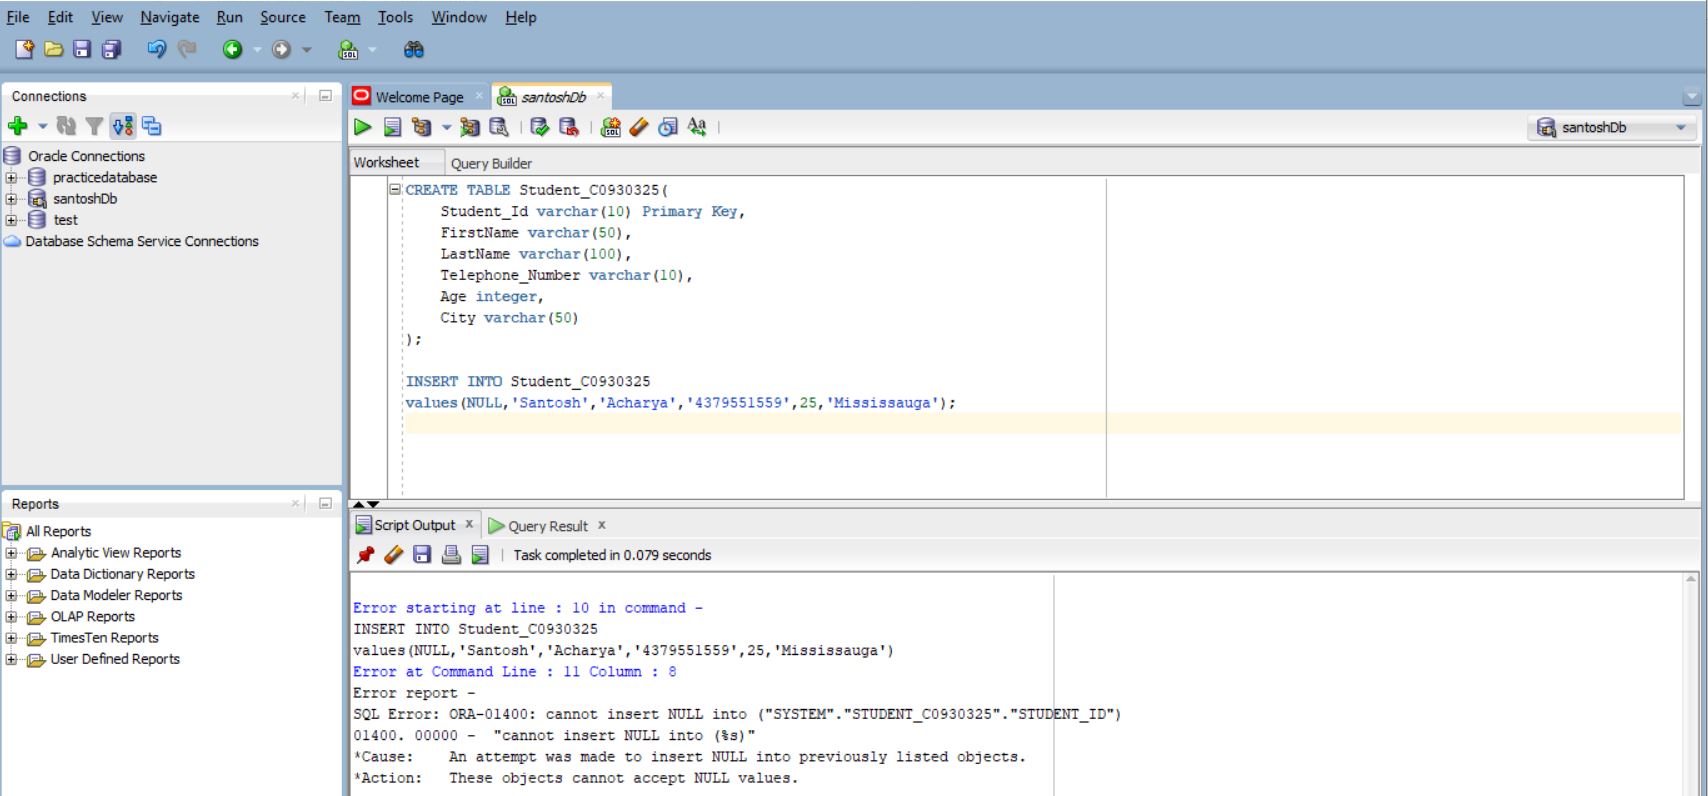 File Edit View Navigate Run Source Team Tools Window Help
Connections
Oracle Connections
practicedatabase
santoshDb
test
Database Schema Service Connections
Reports
All Reports
Analytic View Reports
Data Dictionary Reports
Data Modeler Reports
OLAP Reports
TimesTen Reports
User Defined Reports
Welcome Page santoshDb
santoshDb
Worksheet Query Builder
CREATE TABLE Student_C0930325(
Student_Id varchar(10) Primary Key,
FirstName varchar(50),
LastName varchar(100),
Telephone_Number varchar(10),
Age integer,
City varchar(50)
);
INSERT INTO Student_C0930325
values(NULL,'Santosh','Acharya','4379551559',25,'Mississauga');
Script Output x Query Result x
Task completed in 0.079 seconds
Error starting at line : 10 in command -
INSERT INTO Student_C0930325
values(NULL,'Santosh','Acharya','4379551559',25,'Mississauga')
Error at Command Line : 11 Column : 8
Error report -
SQL Error: ORA-01400: cannot insert NULL into ("SYSTEM"."STUDENT_C0930325"."STUDENT_ID")
01400. 00000 - "cannot insert NULL into (%s)"
*Cause: An attempt was made to insert NULL into previously listed objects.
*Action: These objects cannot accept NULL values.